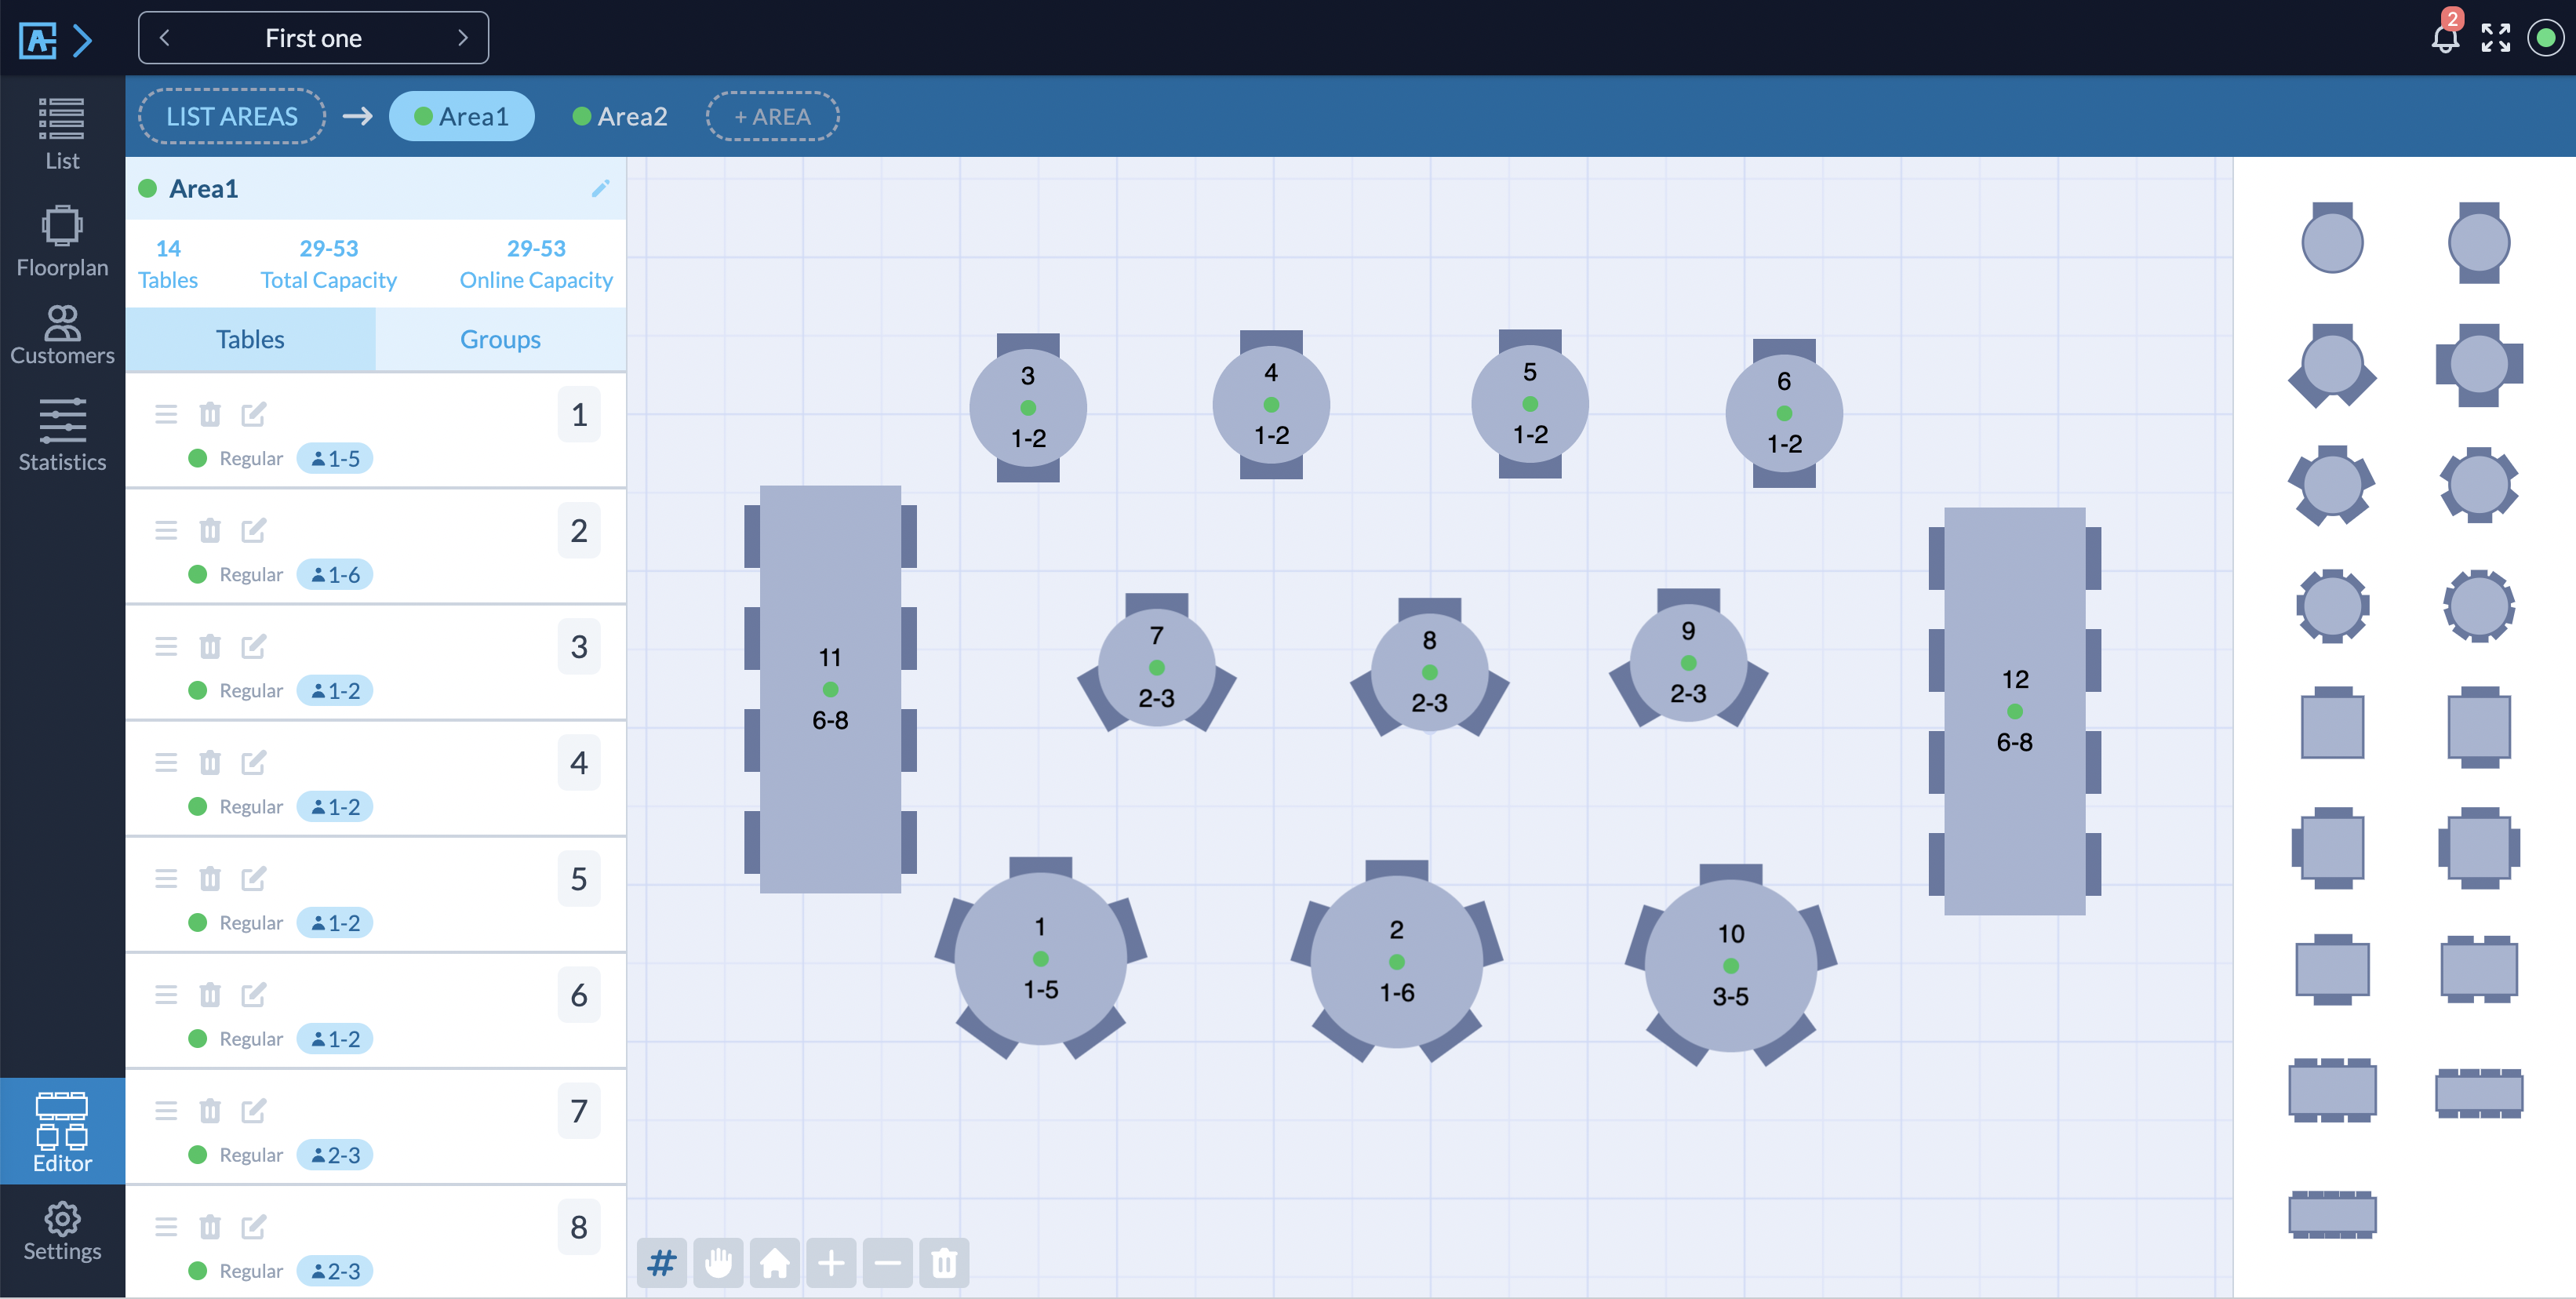 First one
2
LIST AREAS
Area1
Area2
+ AREA
List
Floorplan
Customers
Statistics
Editor
Settings
Area1
14
Tables
29-53
Total Capacity
29-53
Online Capacity
Tables
Groups
1
Regular
1-5
2
Regular
1-6
3
Regular
1-2
4
Regular
1-2
5
Regular
1-2
6
Regular
1-2
7
Regular
2-3
8
Regular
2-3
3
1-2
4
1-2
5
1-2
6
1-2
11
6-8
7
2-3
8
2-3
9
2-3
12
6-8
1
1-5
2
1-6
10
3-5
#